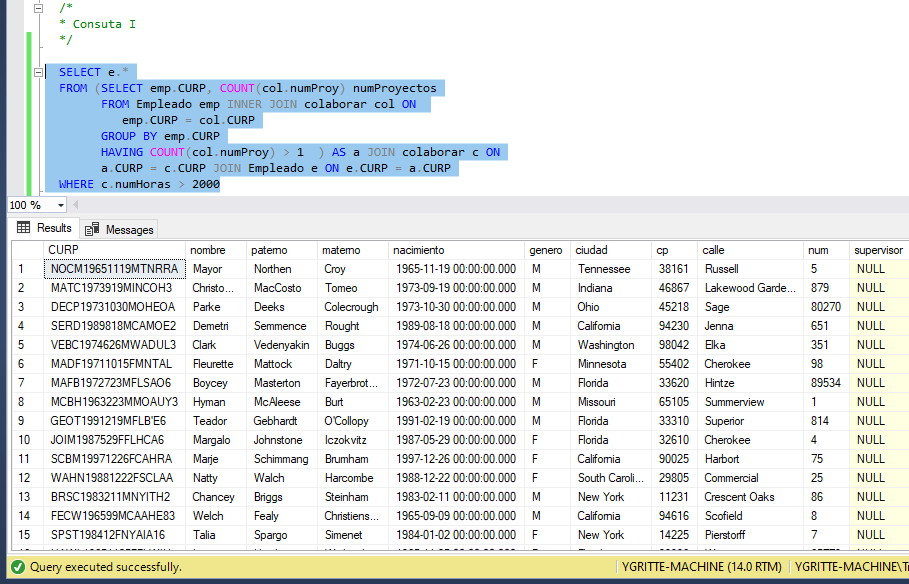 /*
* Consuta I
*/
SELECT e.*
FROM (SELECT emp.CURP, COUNT(col.numProy) numProyectos
FROM Empleado emp INNER JOIN colaborar col ON
emp.CURP = col.CURP
GROUP BY emp.CURP
HAVING COUNT(col.numProy) > 1 ) AS a JOIN colaborar c ON
a.CURP = c.CURP JOIN Empleado e ON e.CURP = a.CURP
WHERE c.numHoras > 2000
100 %
Results Messages
CURP nombre paterno materno nacimiento genero ciudad cp calle num supervisor
1 NOCM19651119MTNRRA Mayor Northen Croy 1965-11-19 00:00:00.000 M Tennessee 38161 Russell 5 NULL
2 MATC1973919MINCOH3 Christo... MacCosto Tomeo 1973-09-19 00:00:00.000 M Indiana 46867 Lakewood Garde... 879 NULL
3 DECP19731030MOHEOA Parke Deeks Colecrough 1973-10-30 00:00:00.000 M Ohio 45218 Sage 80270 NULL
4 SERD1989818MCAMOE2 Demetri Semmence Rought 1989-08-18 00:00:00.000 M California 94230 Jenna 651 NULL
5 VEBC1974626MWADUL3 Clark Vedenyakin Buggs 1974-06-26 00:00:00.000 M Washington 98042 Elka 351 NULL
6 MADF19711015FMNTAL Fleurette Mattock Daltry 1971-10-15 00:00:00.000 F Minnesota 55402 Cherokee 98 NULL
7 MAFB1972723MFLSAO6 Boycey Masterton Fayerbrot... 1972-07-23 00:00:00.000 M Florida 33620 Hintze 89534 NULL
8 MCBH1963223MMOAUY3 Hyman McAleese Burt 1963-02-23 00:00:00.000 M Missouri 65105 Summerview 1 NULL
9 GEOT1991219MFLB'E6 Teador Gebhardt O'Collopy 1991-02-19 00:00:00.000 M Florida 33310 Superior 814 NULL
10 JOIM1987529FFLHCA6 Margalo Johnstone Iczokvitz 1987-05-29 00:00:00.000 F Florida 32610 Cherokee 4 NULL
11 SCBM19971226FCAHRA Marje Schimmang Brumham 1997-12-26 00:00:00.000 F California 90025 Harbort 75 NULL
12 WAHN19881222FSCLAA Natty Walch Harcombe 1988-12-22 00:00:00.000 F South Caroli... 29805 Commercial 25 NULL
13 BRSC1983211MNYITH2 Chancey Briggs Steinham 1983-02-11 00:00:00.000 M New York 11231 Crescent Oaks 86 NULL
14 FECW196599MCAAHE83 Welch Fealy Christiens... 1965-09-09 00:00:00.000 M California 94616 Scofield 8 NULL
15 SPST198412FNYAIA16 Talia Spargo Simenet 1984-01-02 00:00:00.000 F New York 14225 Pierstorff 7 NULL
Query executed successfully. YGRITTE-MACHINE (14.0 RTM) YGRITTE-MACHINE\T